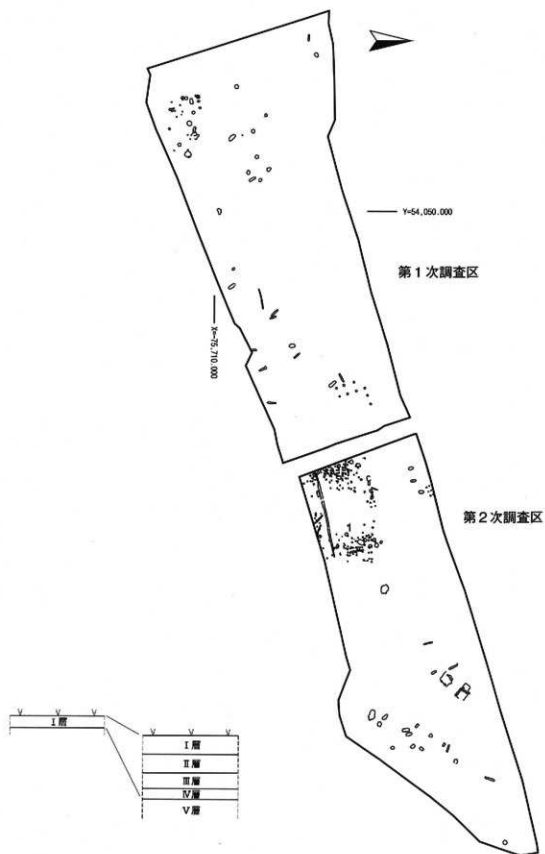 Y=54,050.000
第1次調査区
X=-75,710.000
第2次調査区
Ⅰ層
Ⅰ層
Ⅱ層
Ⅲ層
Ⅳ層
Ⅴ層